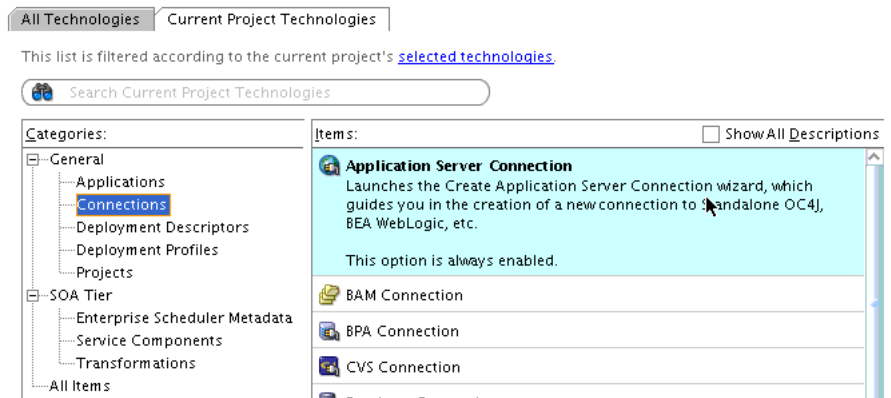 All Technologies
Current Project Technologies
This list is filtered according to the current project's selected technologies.
Search Current Project Technologies
Categories:
General
Applications
Connections
Deployment Descriptors
Deployment Profiles
Projects
SOA Tier
Enterprise Scheduler Metadata
Service Components
Transformations
All Items
Items:
Show All Descriptions
Application Server Connection
Launches the Create Application Server Connection wizard, which
guides you in the creation of a new connection to Standalone OC4J,
BEA WebLogic, etc.
This option is always enabled.
BAM Connection
BPA Connection
CVS Connection